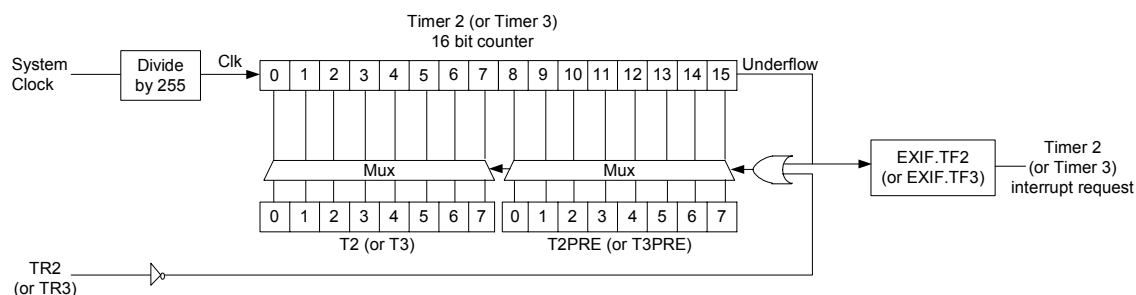 Timer 2 (or Timer 3)
16 bit counter
System
Clock
Divide
by 255
Clk
0 1 2 3 4 5 6 7 8 9 10 11 12 13 14 15
Underflow
Mux
Mux
EXIF.TF2
(or EXIF.TF3)
Timer 2
(or Timer 3)
interrupt request
0 1 2 3 4 5 6 7
0 1 2 3 4 5 6 7
T2 (or T3)
T2PRE (or T3PRE)
TR2
(or TR3)